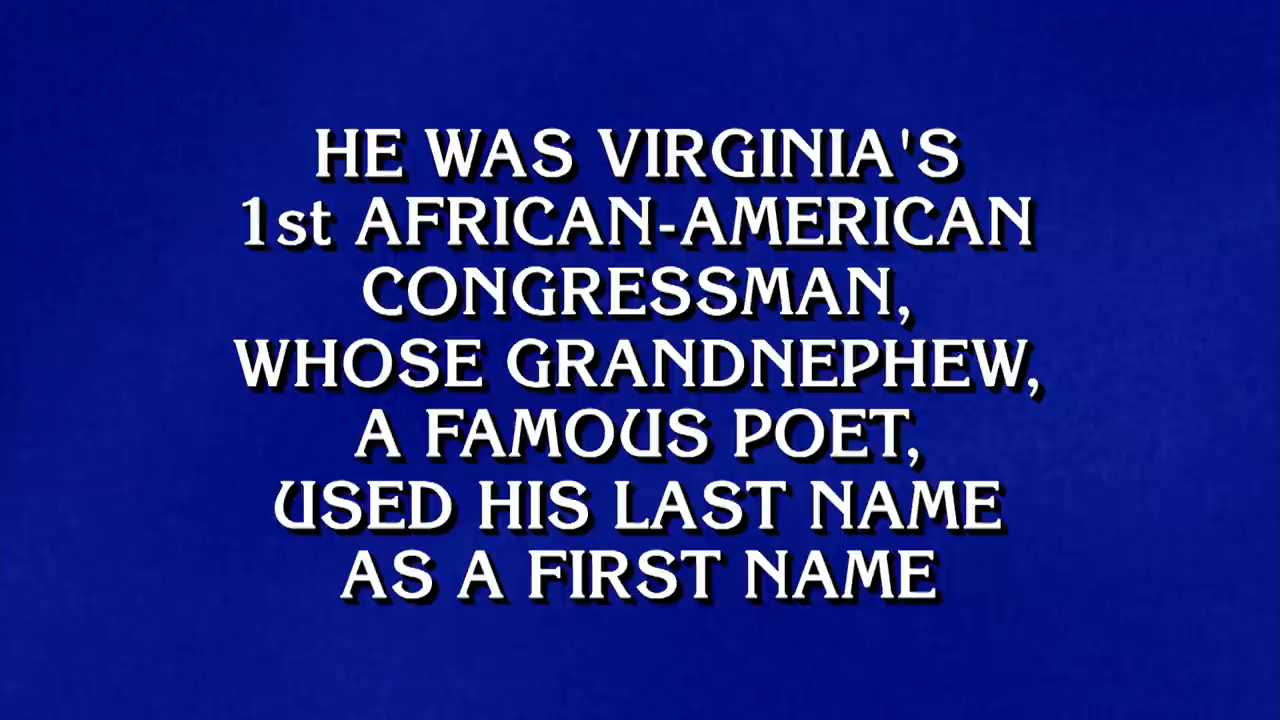 HE WAS VIRGINIA'S
1st AFRICAN-AMERICAN
CONGRESSMAN,
WHOSE GRANDNEPHEW,
A FAMOUS POET,
USED HIS LAST NAME
AS A FIRST NAME